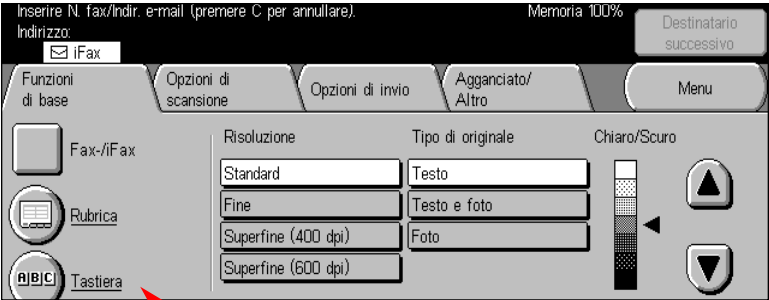 Inserire N. fax/Indir. e-mail (premere C per annullare).
Memoria 100%
Indirizzo:
iFax
Destinatario
successivo
Funzioni
di base
Opzioni di
scansione
Opzioni di invio
Agganciato/
Altro
Menu
Fax-/iFax
Rubrica
A|B|C
Tastiera
Risoluzione
Standard
Fine
Superfine (400 dpi)
Superfine (600 dpi)
Tipo di originale
Testo
Testo e foto
Foto
Chiaro/Scuro